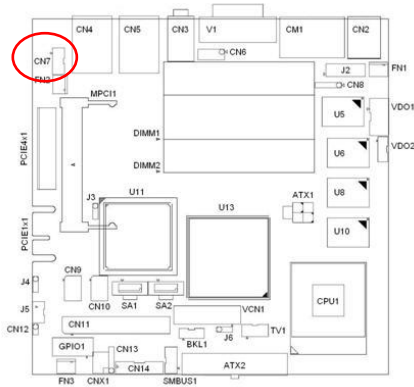 CN4 CN5 CN3 V1 CM1 CN2
CN6
CN7
J2 FN1
FN2
CN8
MPCI1
U5 VDO1
DIMM1
PCIE4x1
U6 VDO2
DIMM2
U11
U8
J3 U13 ATX1
U10
PCIE1x1
CN9
J4
CN10 SA1 SA2 CPU1
J5
VCN1
CN12 CN11
BKL1 J6 TV1
GPIO1 CN13
CN14 ATX2
FN3 CNX1 SMBUS1